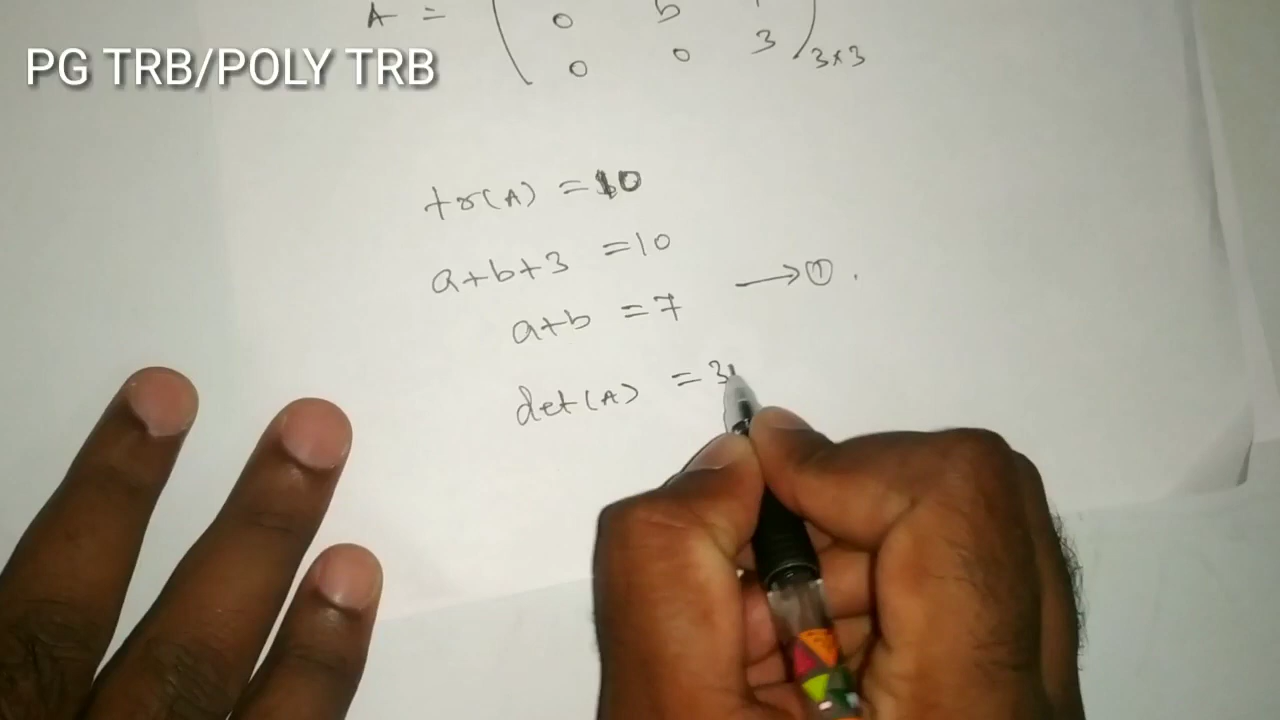 A = 0 b
PG TRB/POLY TRB
0 0 3 3×3
tr(A) = 10
a+b+3 = 10
a+b = 7 → ①.
det(A) = 3